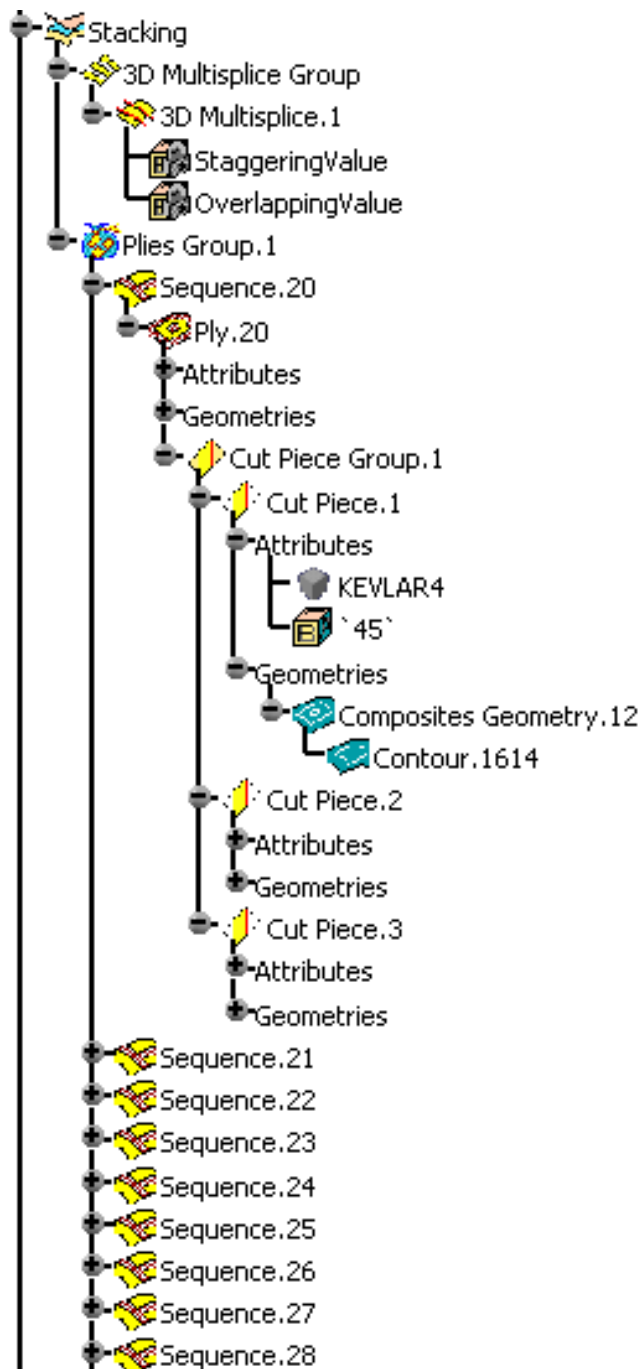 Stacking
3D Multisplice Group
3D Multisplice.1
StaggeringValue
OverlappingValue
Plies Group.1
Sequence.20
Ply.20
Attributes
Geometries
Cut Piece Group.1
Cut Piece.1
Attributes
KEVLAR4
`45`
Geometries
Composites Geometry.12
Contour.1614
Cut Piece.2
Attributes
Geometries
Cut Piece.3
Attributes
Geometries
Sequence.21
Sequence.22
Sequence.23
Sequence.24
Sequence.25
Sequence.26
Sequence.27
Sequence.28